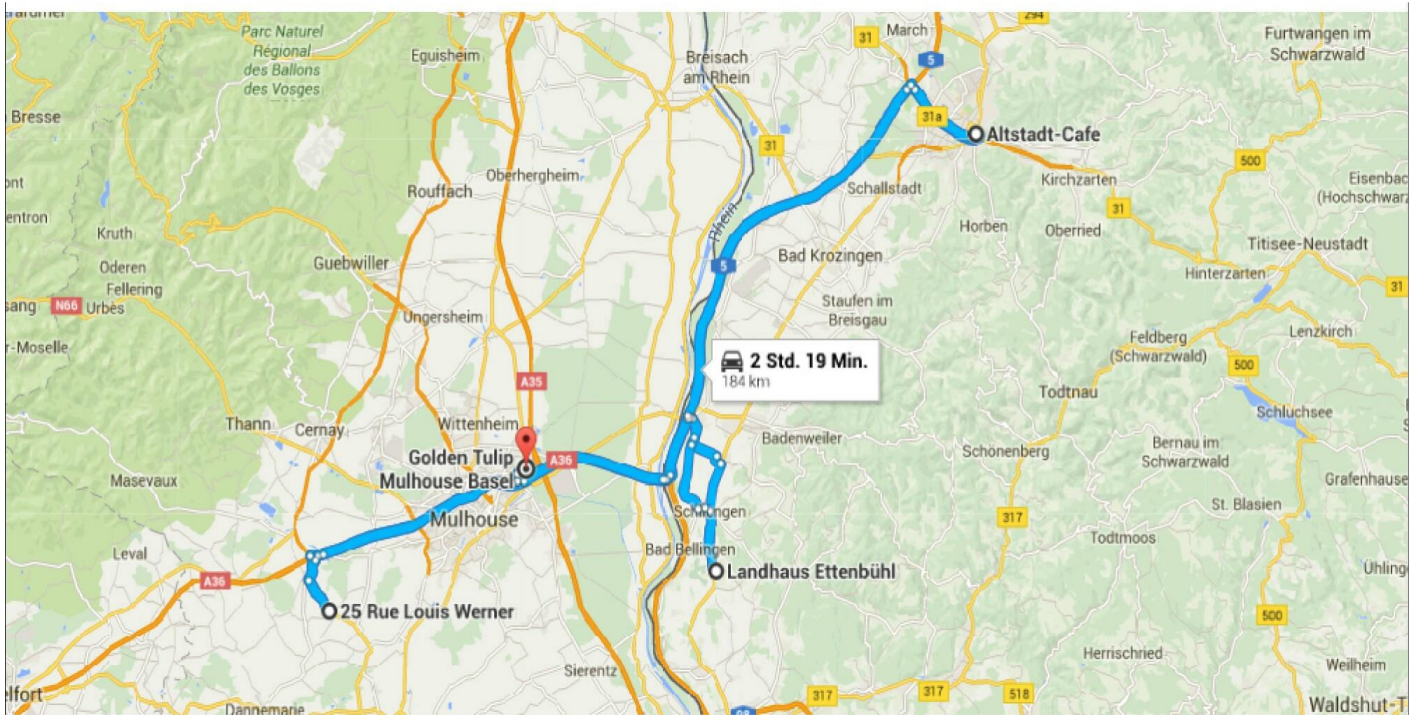 Parc Naturel
Régional
des Ballons
des Vosges
Eguisheim
Breisach
am Rhein
31
March
294
5
Furtwangen im
Schwarzwald
Bresse
31a
Altstadt-Cafe
31
500
Oberhergheim
Rouffach
Schallstadt
Kirchzarten
Eisenbac
(Hochschwarz
Kruth
Rhein
Horben
Oberried
31
Titisee-Neustadt
Guebwiller
Bad Krozingen
Oderen
Fellering
5
Hinterzarten
N66
Urbès
31
Ungersheim
Staufen im
Breisgau
Feldberg
(Schwarzwald)
Lenzkirch
r-Moselle
2 Std. 19 Min.
184 km
500
A35
Todtnau
Schluchsee
Thann
Cernay
Wittenheim
Badenweiler
Schönenberg
Bernau im
Schwarzwald
Golden Tulip
Mulhouse Basel
A36
Grafenhause
Masevaux
St. Blasien
Mulhouse
Schliengen
317
Todtmoos
Leval
Bad Bellingen
Landhaus Ettenbühl
Ühling
A36
25 Rue Louis Werner
500
Sierentz
Herrischried
Weilheim
elfort
Dannemarie
98
317
317
518
Waldshut-T